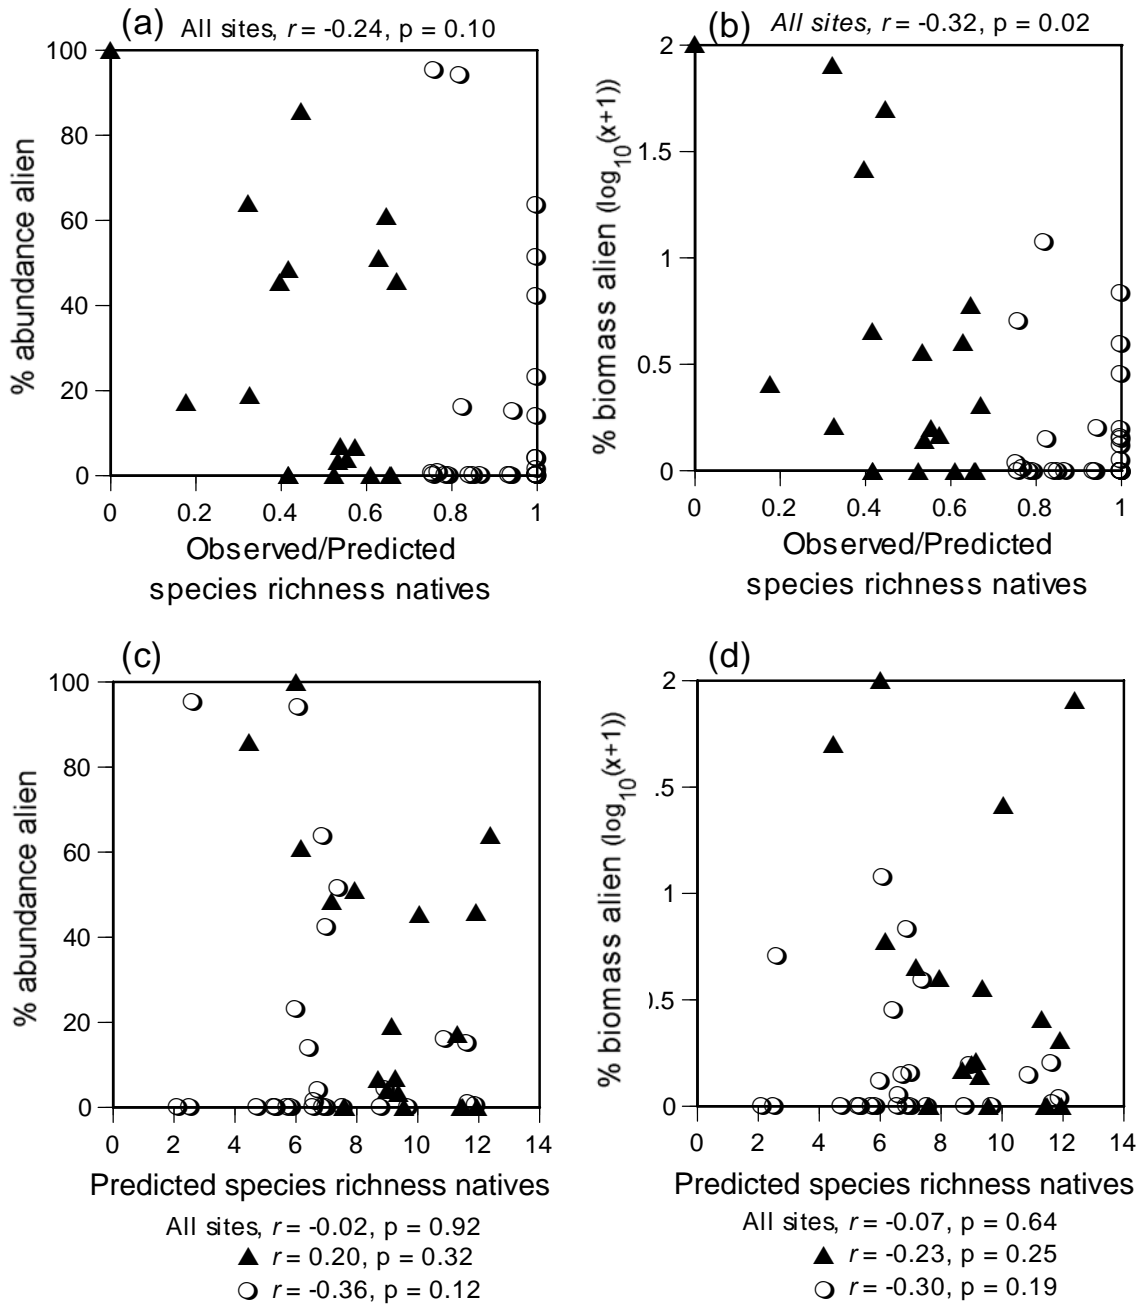 (a) All sites, r = -0.24, p = 0.10
100
80
60
40
20
0
% abundance alien
0 0.2 0.4 0.6 0.8 1
Observed/Predicted
species richness natives
(b) All sites, r = -0.32, p = 0.02
2
1.5
1
0.5
0
% biomass alien (log10(x+1))
0 0.2 0.4 0.6 0.8 1
Observed/Predicted
species richness natives
(c)
100
80
60
40
20
0
% abundance alien
0 2 4 6 8 10 12 14
Predicted species richness natives
All sites, r = -0.02, p = 0.92
r = 0.20, p = 0.32
r = -0.36, p = 0.12
(d)
2
.5
1
0.5
0
% biomass alien (log10(x+1))
0 2 4 6 8 10 12 14
Predicted species richness natives
All sites, r = -0.07, p = 0.64
r = -0.23, p = 0.25
r = -0.30, p = 0.19